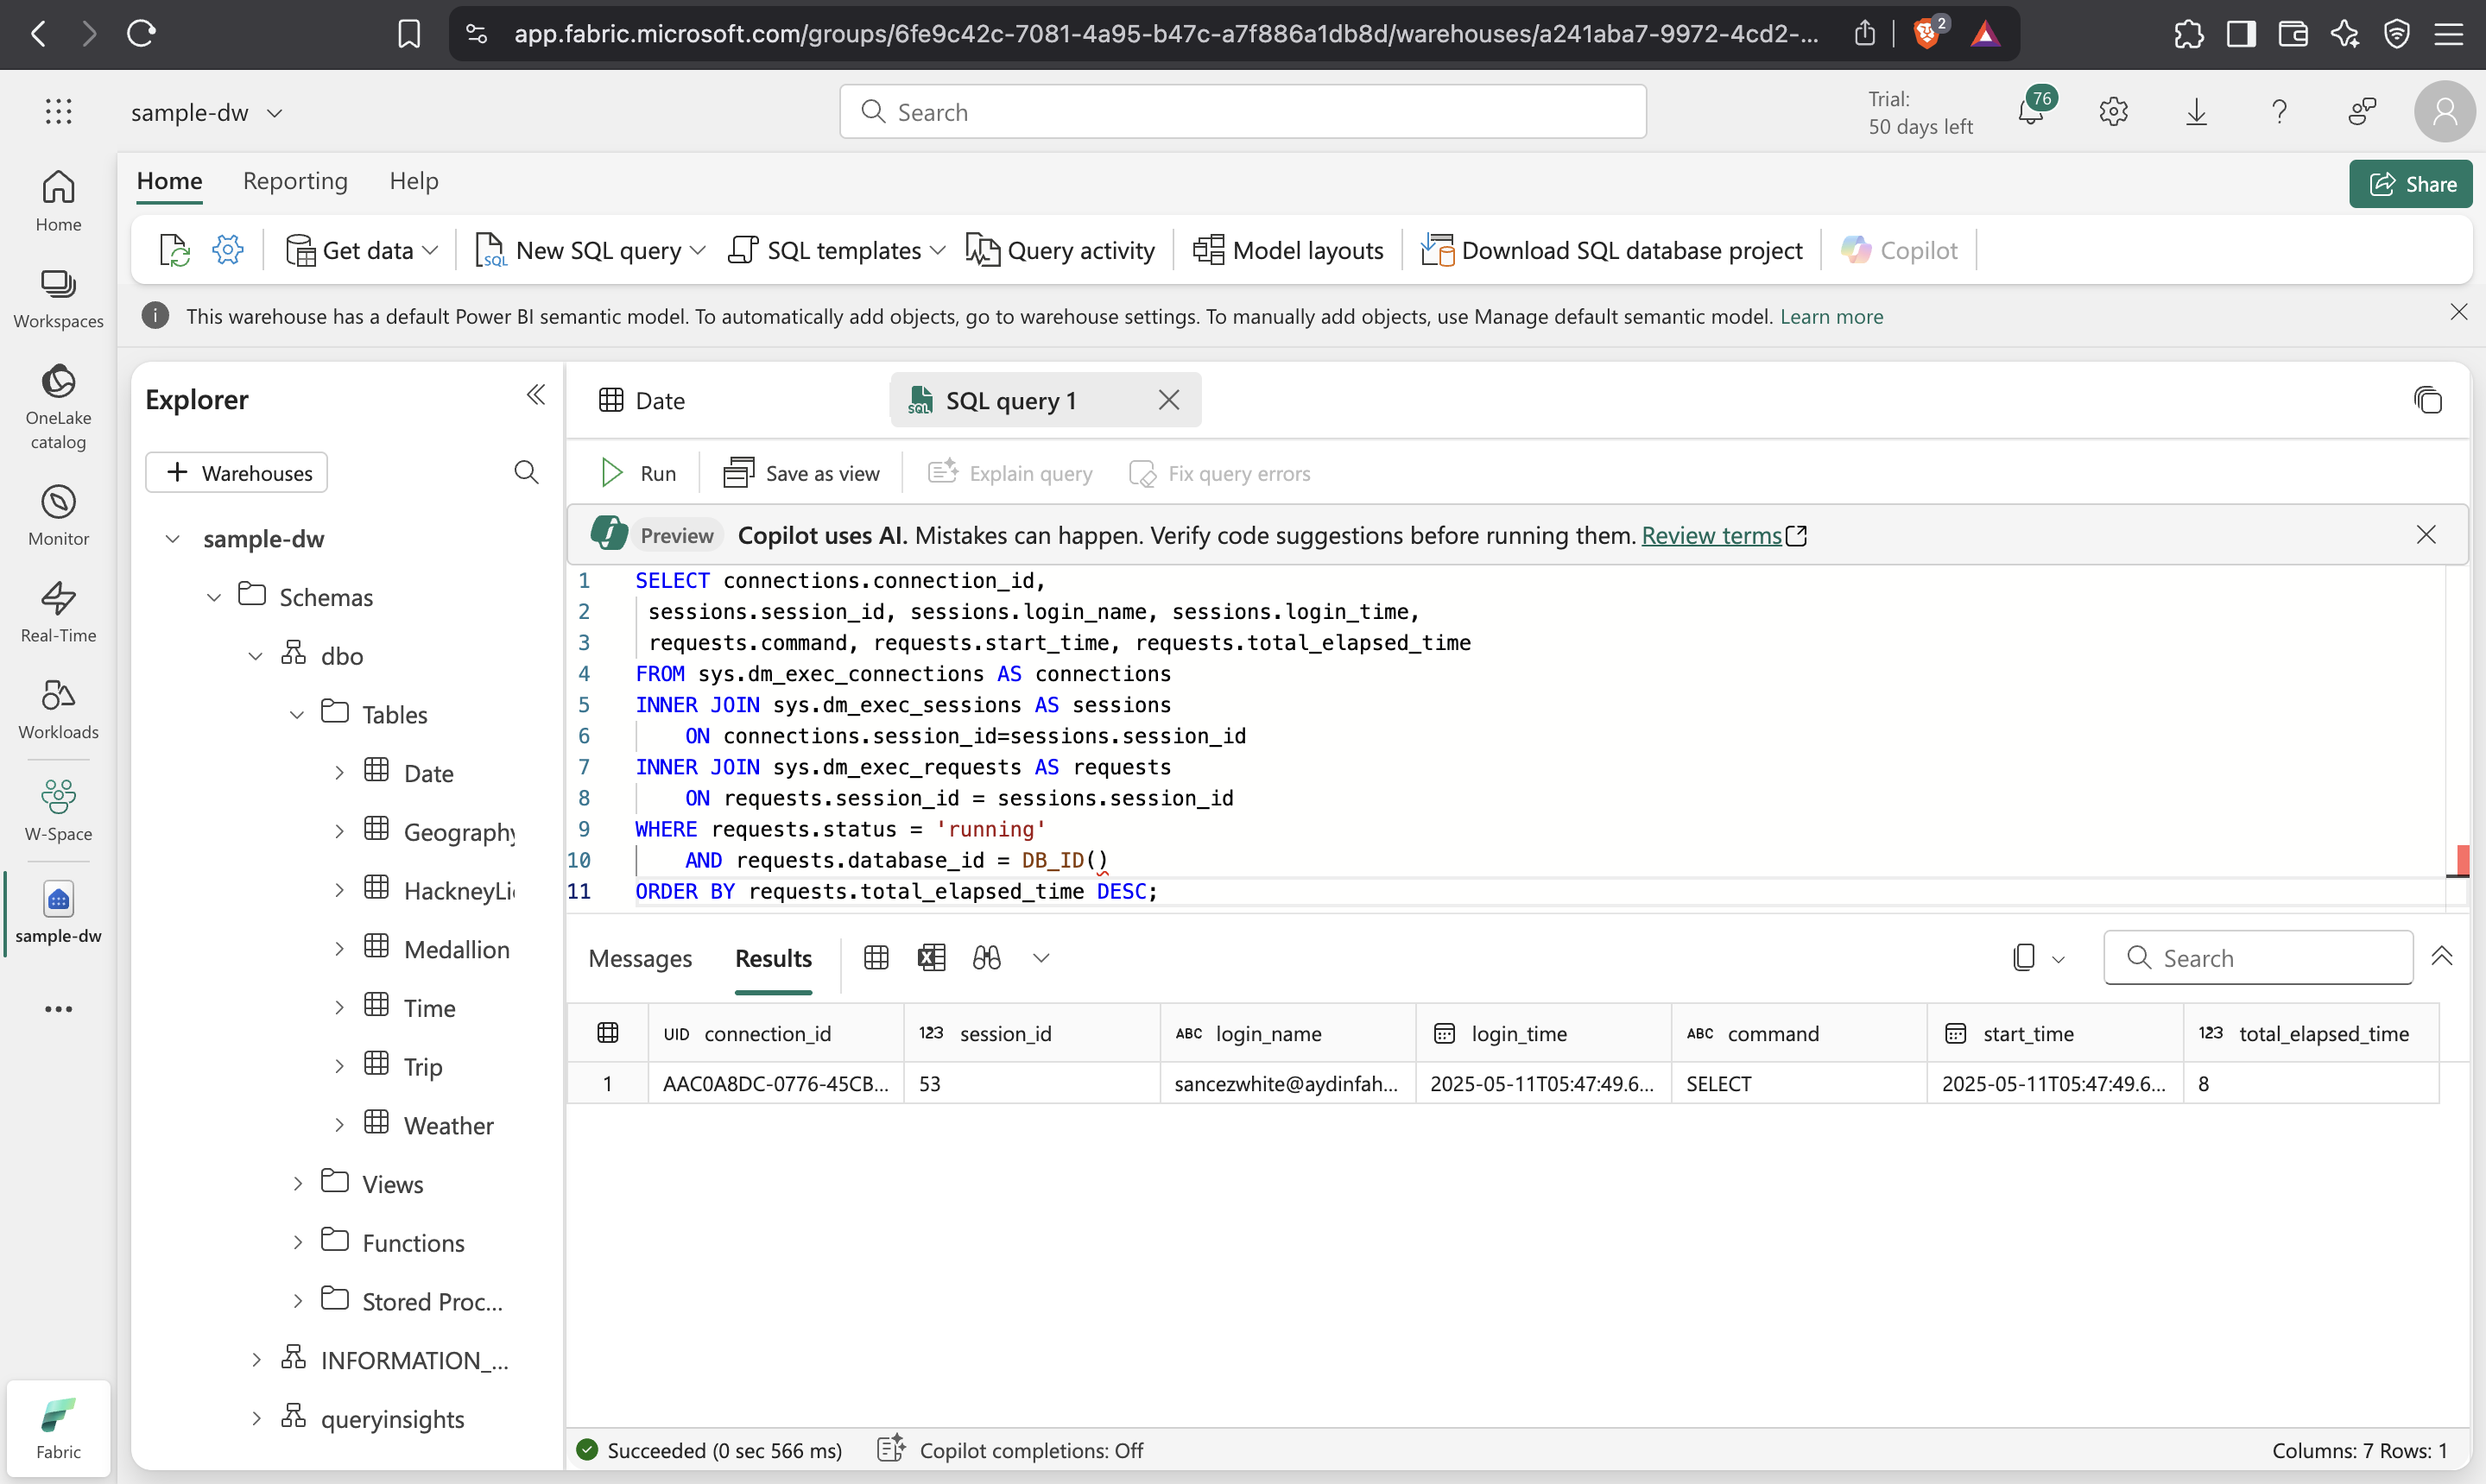 app.fabric.microsoft.com/groups/6fe9c42c-7081-4a95-b47c-a7f886a1db8d/warehouses/a241aba7-9972-4cd2-...
2
sample-dw
Search
Trial:
50 days left
76
Home
Reporting
Help
Share
Get data
New SQL query
SQL templates
Query activity
Model layouts
Download SQL database project
Copilot
This warehouse has a default Power BI semantic model. To automatically add objects, go to warehouse settings. To manually add objects, use Manage default semantic model. Learn more
Home
Workspaces
OneLake
catalog
Monitor
Real-Time
Workloads
W-Space
sample-dw
Fabric
Explorer
Warehouses
sample-dw
Schemas
dbo
Tables
Date
Geography
HackneyLi
Medallion
Time
Trip
Weather
Views
Functions
Stored Proc...
INFORMATION_...
queryinsights
Date
SQL query 1
Run
Save as view
Explain query
Fix query errors
Preview
Copilot uses AI. Mistakes can happen. Verify code suggestions before running them. Review terms
1 SELECT connections.connection_id,
2 sessions.session_id, sessions.login_name, sessions.login_time,
3 requests.command, requests.start_time, requests.total_elapsed_time
4 FROM sys.dm_exec_connections AS connections
5 INNER JOIN sys.dm_exec_sessions AS sessions
6 ON connections.session_id=sessions.session_id
7 INNER JOIN sys.dm_exec_requests AS requests
8 ON requests.session_id = sessions.session_id
9 WHERE requests.status = 'running'
10 AND requests.database_id = DB_ID()
11 ORDER BY requests.total_elapsed_time DESC;
Messages
Results
Search
UID connection_id
123 session_id
ABC login_name
login_time
ABC command
start_time
123 total_elapsed_time
1 AAC0A8DC-0776-45CB... 53 sancezwhite@aydinfah... 2025-05-11T05:47:49.6... SELECT 2025-05-11T05:47:49.6... 8
Succeeded (0 sec 566 ms)
Copilot completions: Off
Columns: 7 Rows: 1